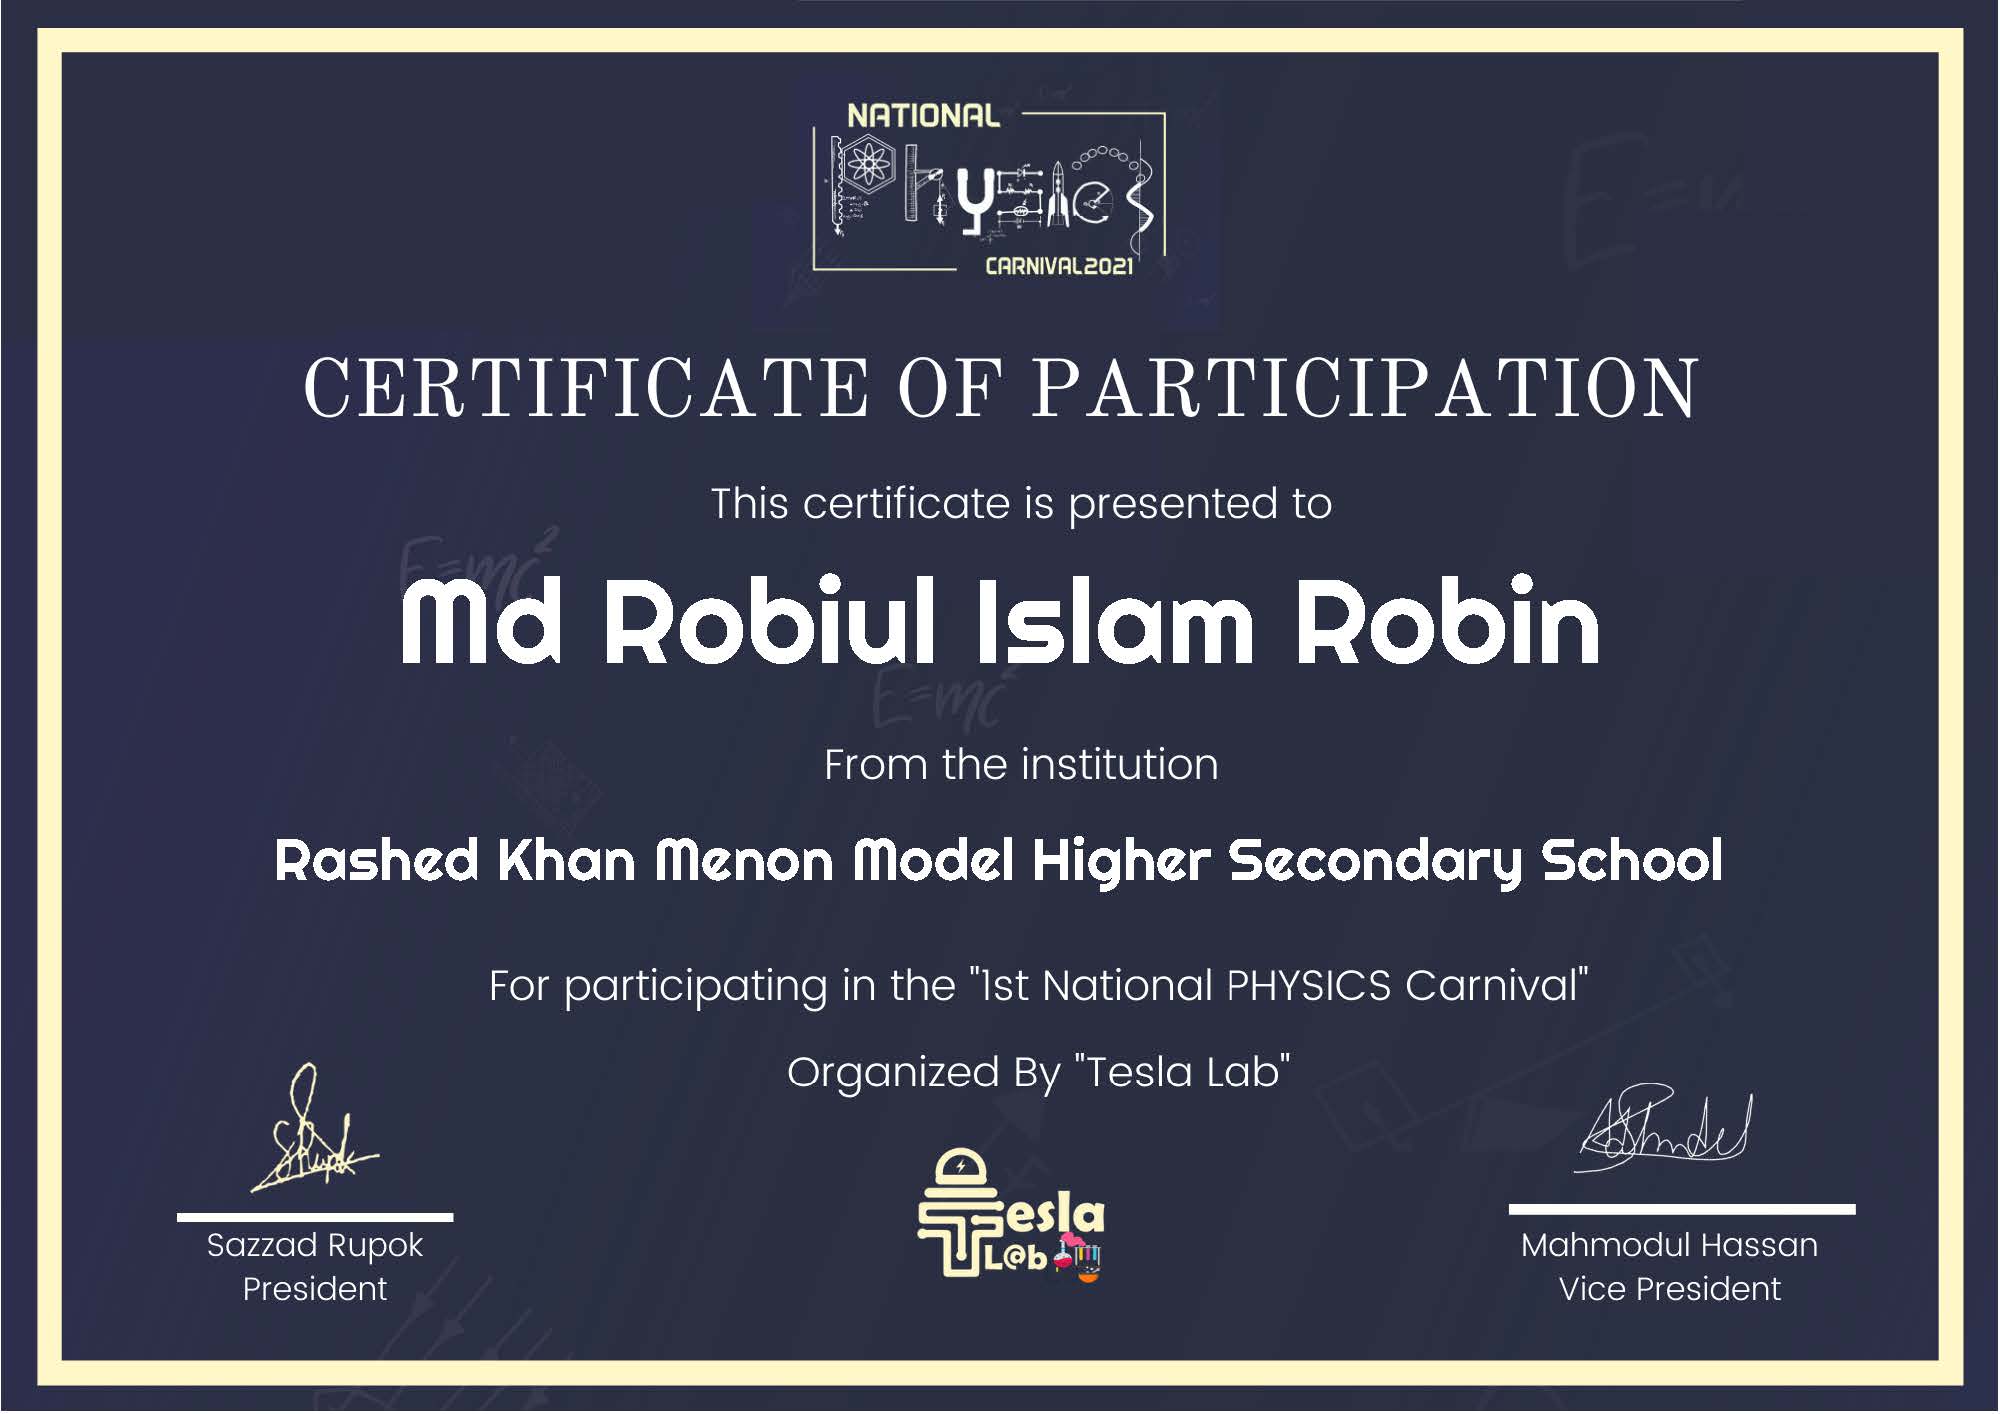 NATIONAL
Physics
CARNIVAL2021
CERTIFICATE OF PARTICIPATION
This certificate is presented to
E=mc²
Md Robiul Islam Robin
E=mc²
From the institution
Rashed Khan Menon Model Higher Secondary School
For participating in the "1st National PHYSICS Carnival"
Organized By "Tesla Lab"
Tesla
L@b
Sazzad Rupok
President
Mahmodul Hassan
Vice President